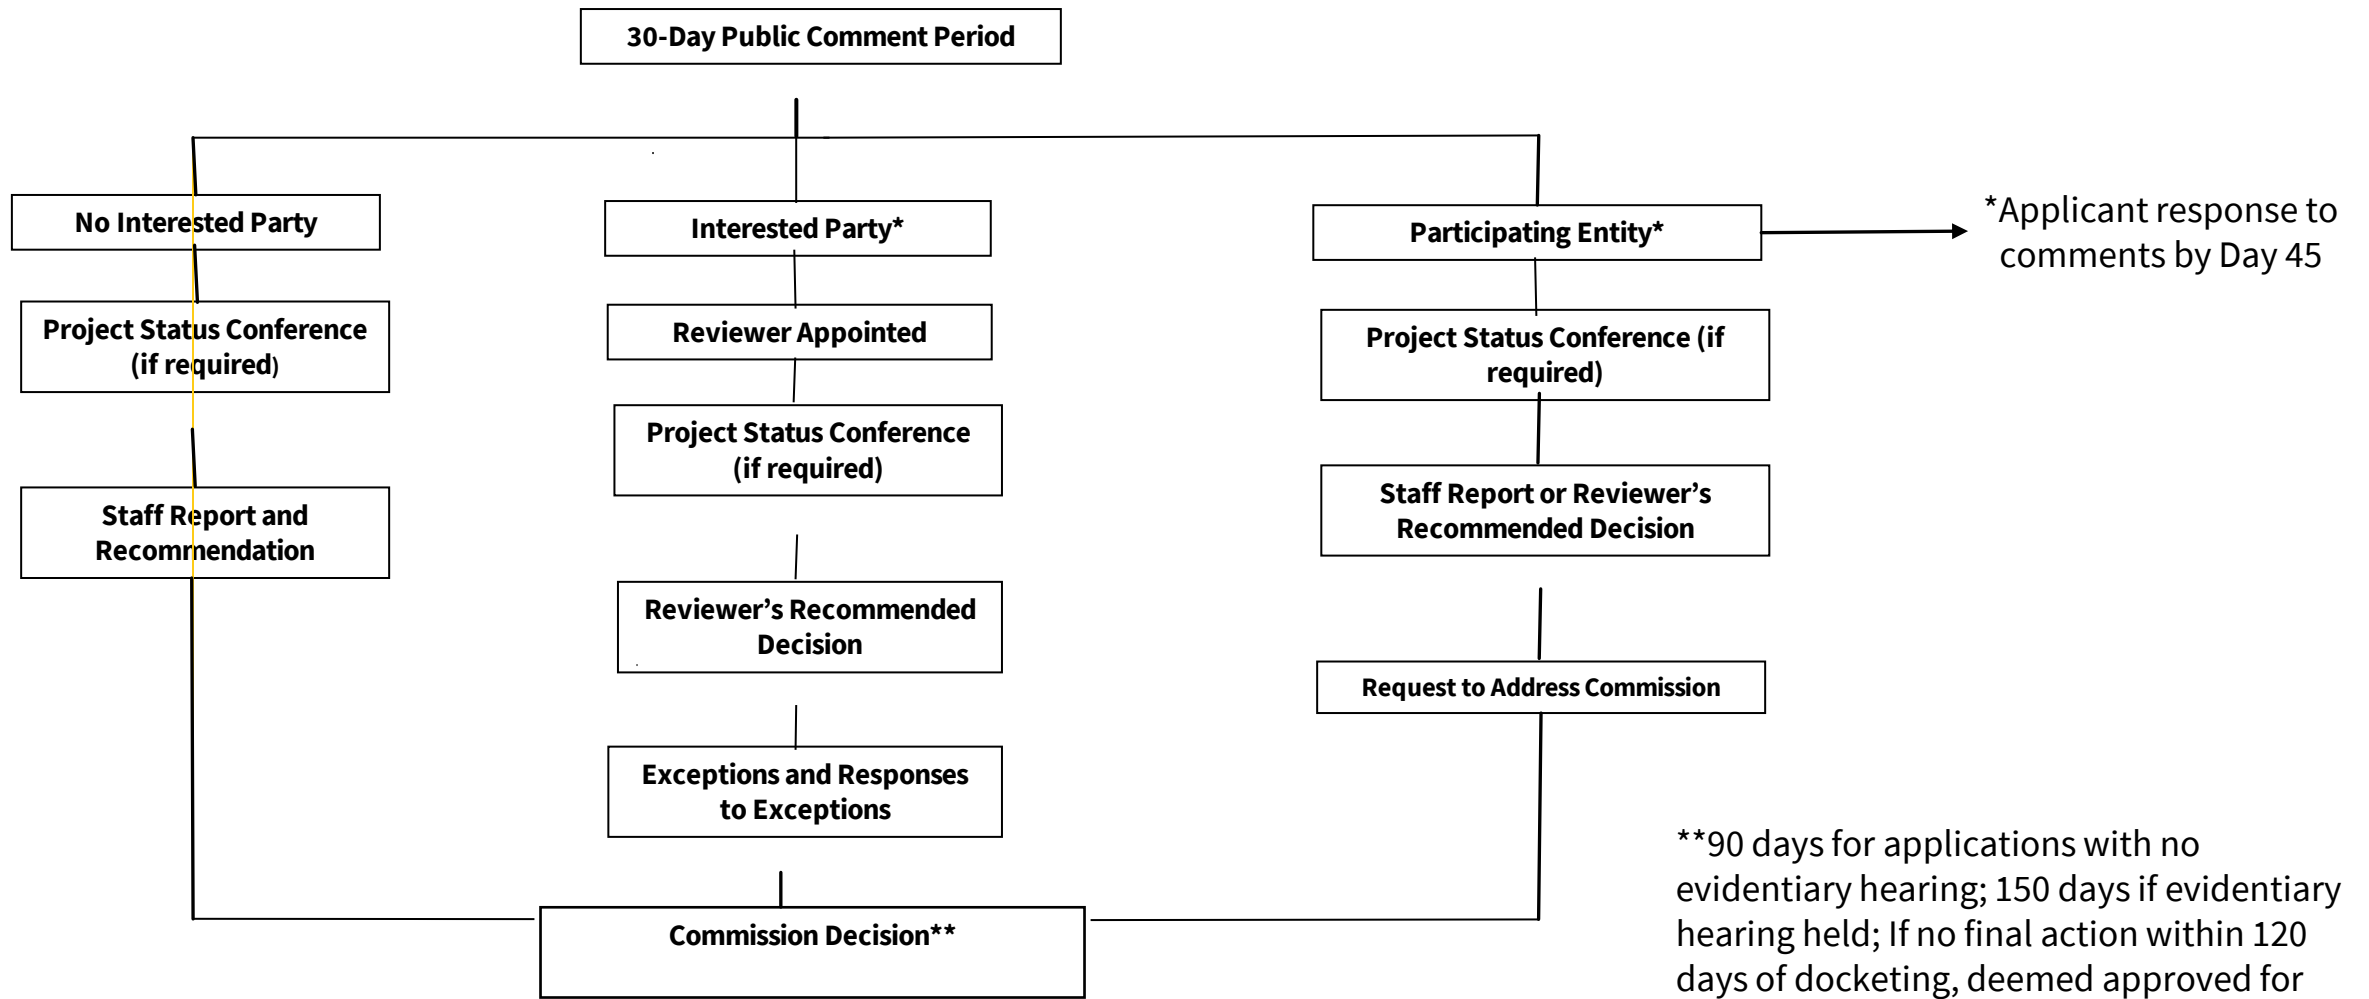 30-Day Public Comment Period
No Interested Party
Project Status Conference
(if required)
Staff Report and
Recommendation
Interested Party*
Reviewer Appointed
Project Status Conference
(if required)
Reviewer’s Recommended
Decision
Exceptions and Responses
to Exceptions
Participating Entity*
Project Status Conference (if
required)
Staff Report or Reviewer’s
Recommended Decision
Request to Address Commission
*Applicant response to
comments by Day 45
Commission Decision**
**90 days for applications with no
evidentiary hearing; 150 days if evidentiary
hearing held; If no final action within 120
days of docketing, deemed approved for